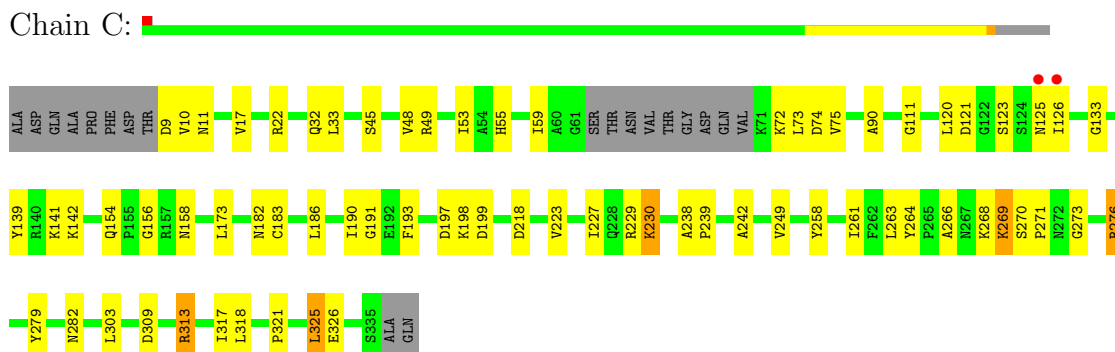 Chain C:
ALA ASP GLN ALA PRO PHE ASP THR D9 V10 N11 V17 R22 Q32 L33 S45 V48 R49 I53 A54 H55 I59 A60 G61 SER THR ASN VAL THR GLY ASP GLN VAL K71 K72 L73 D74 V75 A90 G111 L120 D121 G122 S123 S124 N125 I126 G133
Y139 R140 K141 K142 Q154 P155 G156 R157 N158 L173 N182 C183 L186 I190 G191 E192 F193 D197 K198 D199 D218 V223 I227 Q228 R229 K230 A238 P239 A242 V249 Y258 I261 F262 L263 Y264 P265 A266 N267 K268 K269 S270 P271 N272 G273
Y279 N282 L303 D309 R313 I317 L318 P321 L325 E326 S335 ALA GLN